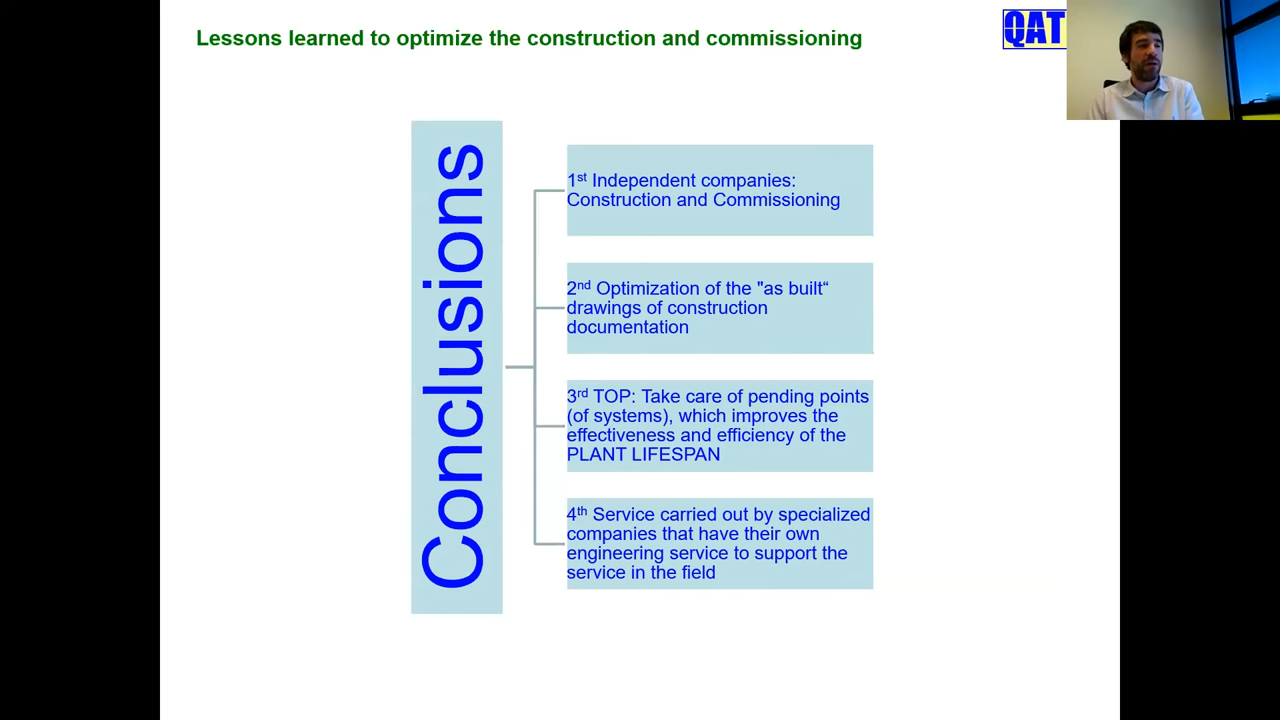 Lessons learned to optimize the construction and commissioning
QAT
Conclusions
1st Independent companies:
Construction and Commissioning
2nd Optimization of the "as built“
drawings of construction
documentation
3rd TOP: Take care of pending points
(of systems), which improves the
effectiveness and efficiency of the
PLANT LIFESPAN
4th Service carried out by specialized
companies that have their own
engineering service to support the
service in the field